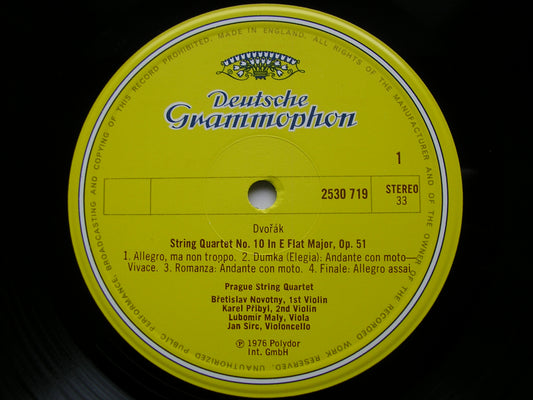 MADE IN ENGLAND. ALL RIGHTS OF THE MANUFACTURER AND OF THE OWNER OF THE RECORDED WORK RESERVED. UNAUTHORIZED PUBLIC PERFORMANCE, BROADCASTING AND COPYING OF THIS RECORD PROHIBITED.
Deutsche
Grammophon
1
2530 719
STEREO
33
Dvořák
String Quartet No. 10 In E Flat Major, Op. 51
1. Allegro, ma non troppo. 2. Dumka (Elegia): Andante con moto—
Vivace. 3. Romanza: Andante con moto. 4. Finale: Allegro assai.
Prague String Quartet
Břetislav Novotny, 1st Violin
Karel Přibyl, 2nd Violin
Lubomir Maly, Viola
Jan Sirc, Violoncello
Ⓟ 1976 Polydor
Int. GmbH